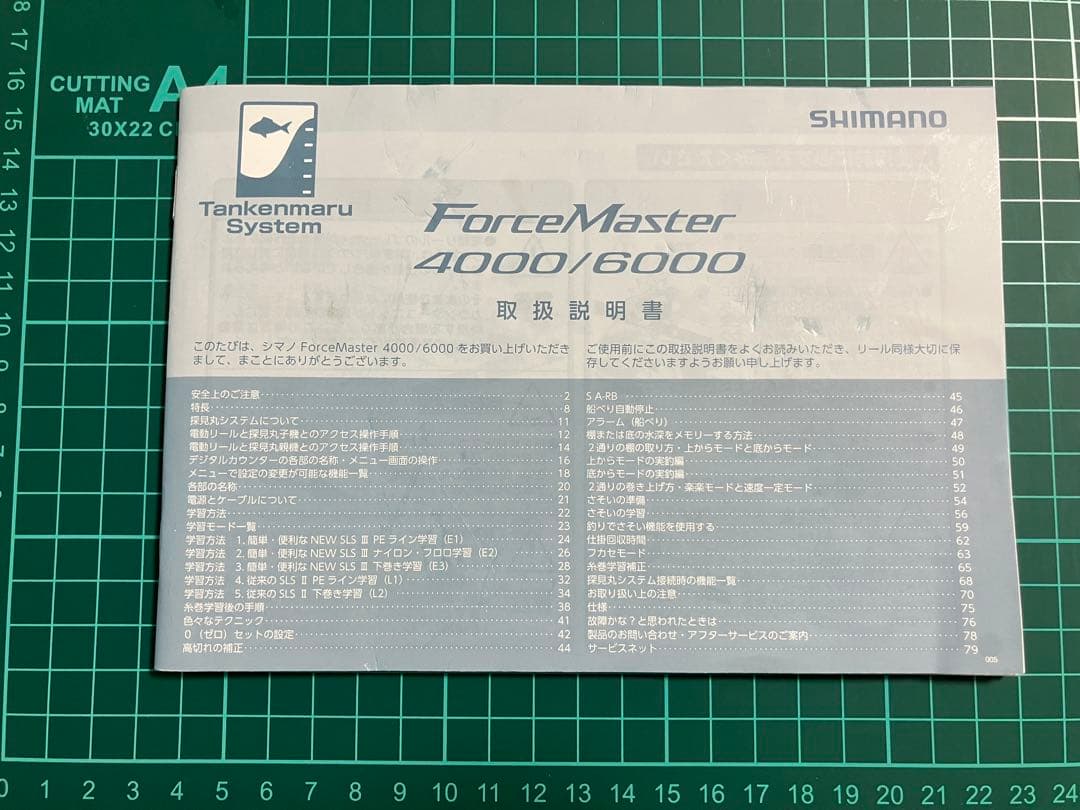 CUTTING
MAT
A4
30X22 C
SHIMANO
Tankenmaru
System
ForceMaster
4000/6000
取扱説明書
このたびは、シマノ ForceMaster 4000/6000 をお買い上げいただき
まして、まことにありがとうございます。
ご使用前にこの取扱説明書をよくお読みいただき、リール同様大切に保
存してくださいますようお願い申し上げます。
安全上のご注意 2
特長 8
探見丸システムについて 11
電動リールと探見丸子機とのアクセス操作手順 12
電動リールと探見丸親機とのアクセス操作手順 14
デジタルカウンターの各部の名称・メニュー画面の操作 16
メニューで設定の変更が可能な機能一覧 18
各部の名称 20
電源とケーブルについて 21
学習方法 22
学習モード一覧 23
学習方法 1. 簡単・便利な NEW SLS Ⅲ PE ライン学習（E1） 24
学習方法 2. 簡単・便利な NEW SLS Ⅲ ナイロン・フロロ学習（E2） 26
学習方法 3. 簡単・便利な NEW SLS Ⅲ 下巻き学習（E3） 28
学習方法 4. 従来の SLS Ⅱ PE ライン学習（L1） 32
学習方法 5. 従来の SLS Ⅱ 下巻き学習（L2） 34
糸巻学習後の手順 38
色々なテクニック 41
0（ゼロ）セットの設定 42
高切れの補正 44
S A-RB 45
船べり自動停止 46
アラーム（船べり） 47
棚または底の水深をメモリーする方法 48
２通りの棚の取り方・上からモードと底からモード 49
上からモードの実釣編 50
底からモードの実釣編 51
２通りの巻き上げ方・楽楽モードと速度一定モード 52
さそいの準備 54
さそいの学習 56
釣りでさそい機能を使用する 59
仕掛回収時間 62
フカセモード 63
糸巻学習補正 65
探見丸システム接続時の機能一覧 68
お取り扱い上の注意 70
仕様 75
故障かな？と思われたときは 76
製品のお問い合わせ・アフターサービスのご案内 78
サービスネット 79
005
18
17
16
15
14
13
12
11
10
9
8
7
6
5
4
3
2
1
0 1 2 3 4 5 6 7 8 9 10 11 12 13 14 15 16 17 18 19 20 21 22 23 24